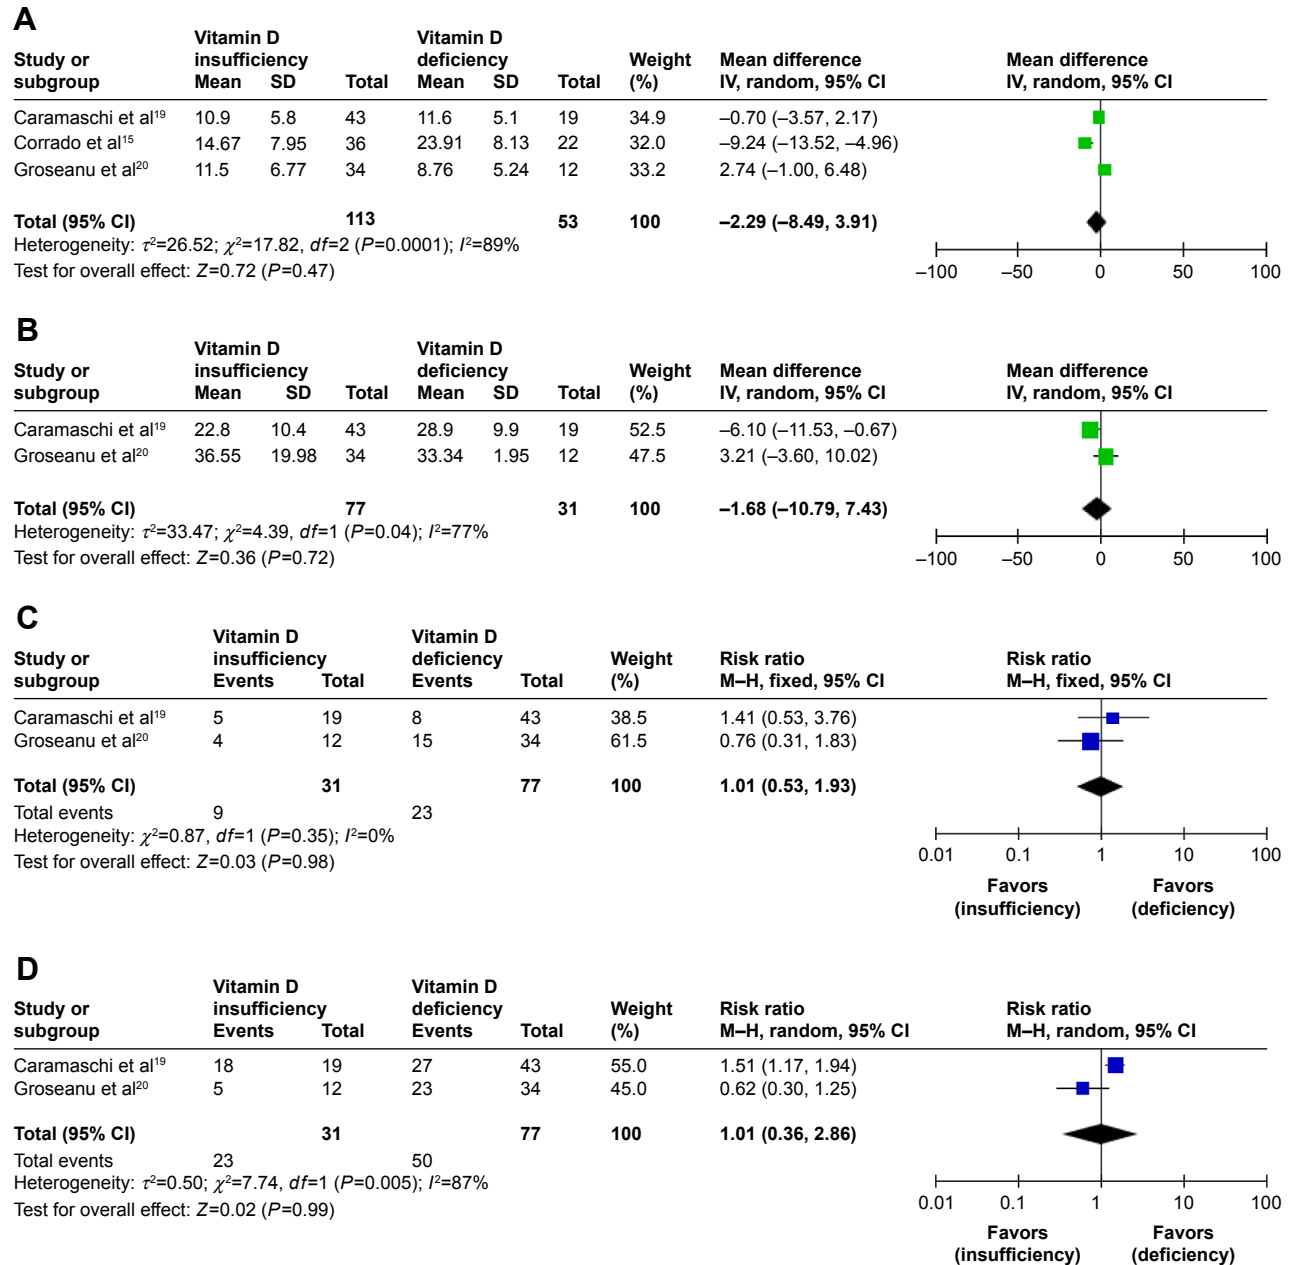 A
Vitamin D Vitamin D
Study or insufficiency deficiency Weight Mean difference Mean difference
subgroup Mean SD Total Mean SD Total (%) IV, random, 95% CI IV, random, 95% CI
Caramaschi et al19 10.9 5.8 43 11.6 5.1 19 34.9 –0.70 (–3.57, 2.17)
Corrado et al15 14.67 7.95 36 23.91 8.13 22 32.0 –9.24 (–13.52, –4.96)
Groseanu et al20 11.5 6.77 34 8.76 5.24 12 33.2 2.74 (–1.00, 6.48)
Total (95% CI) 113 53 100 –2.29 (–8.49, 3.91)
Heterogeneity: τ2=26.52; χ2=17.82, df=2 (P=0.0001); I2=89%
Test for overall effect: Z=0.72 (P=0.47)
–100 –50 0 50 100
B
Vitamin D Vitamin D
Study or insufficiency deficiency Weight Mean difference Mean difference
subgroup Mean SD Total Mean SD Total (%) IV, random, 95% CI IV, random, 95% CI
Caramaschi et al19 22.8 10.4 43 28.9 9.9 19 52.5 –6.10 (–11.53, –0.67)
Groseanu et al20 36.55 19.98 34 33.34 1.95 12 47.5 3.21 (–3.60, 10.02)
Total (95% CI) 77 31 100 –1.68 (–10.79, 7.43)
Heterogeneity: τ2=33.47; χ2=4.39, df=1 (P=0.04); I2=77%
Test for overall effect: Z=0.36 (P=0.72)
–100 –50 0 50 100
C
Vitamin D Vitamin D
Study or insufficiency deficiency Weight Risk ratio Risk ratio
subgroup Events Total Events Total (%) M–H, fixed, 95% CI M–H, fixed, 95% CI
Caramaschi et al19 5 19 8 43 38.5 1.41 (0.53, 3.76)
Groseanu et al20 4 12 15 34 61.5 0.76 (0.31, 1.83)
Total (95% CI) 31 77 100 1.01 (0.53, 1.93)
Total events 9 23
Heterogeneity: χ2=0.87, df=1 (P=0.35); I2=0%
Test for overall effect: Z=0.03 (P=0.98)
0.01 0.1 1 10 100
Favors Favors
(insufficiency) (deficiency)
D
Vitamin D Vitamin D
Study or insufficiency deficiency Weight Risk ratio Risk ratio
subgroup Events Total Events Total (%) M–H, random, 95% CI M–H, random, 95% CI
Caramaschi et al19 18 19 27 43 55.0 1.51 (1.17, 1.94)
Groseanu et al20 5 12 23 34 45.0 0.62 (0.30, 1.25)
Total (95% CI) 31 77 100 1.01 (0.36, 2.86)
Total events 23 50
Heterogeneity: τ2=0.50; χ2=7.74, df=1 (P=0.005); I2=87%
Test for overall effect: Z=0.02 (P=0.99)
0.01 0.1 1 10 100
Favors Favors
(insufficiency) (deficiency)